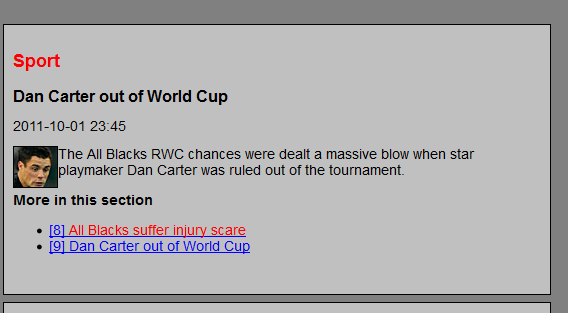 Sport
Dan Carter out of World Cup
2011-10-01 23:45
The All Blacks RWC chances were dealt a massive blow when star
playmaker Dan Carter was ruled out of the tournament.
More in this section
[8] All Blacks suffer injury scare
[9] Dan Carter out of World Cup